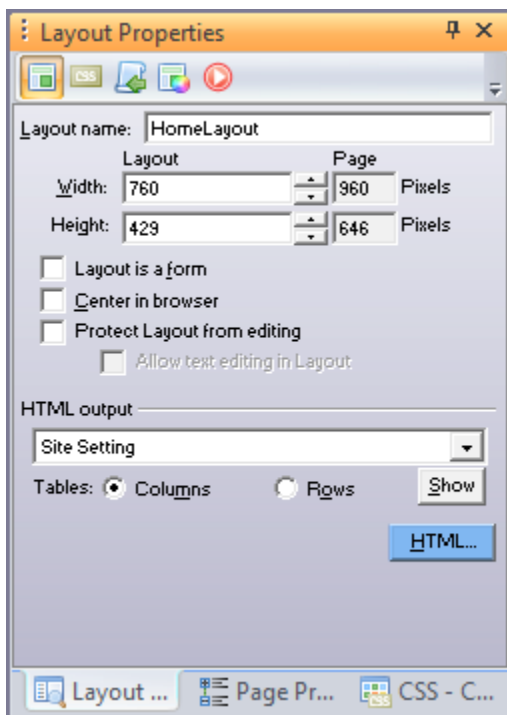 Layout Properties
CSS
Layout name: HomeLayout
Layout Page
Width: 760 960 Pixels
Height: 429 646 Pixels
Layout is a form
Center in browser
Protect Layout from editing
Allow text editing in Layout
HTML output
Site Setting
Tables: Columns Rows Show
HTML...
Layout ... Page Pr... CSS - C...